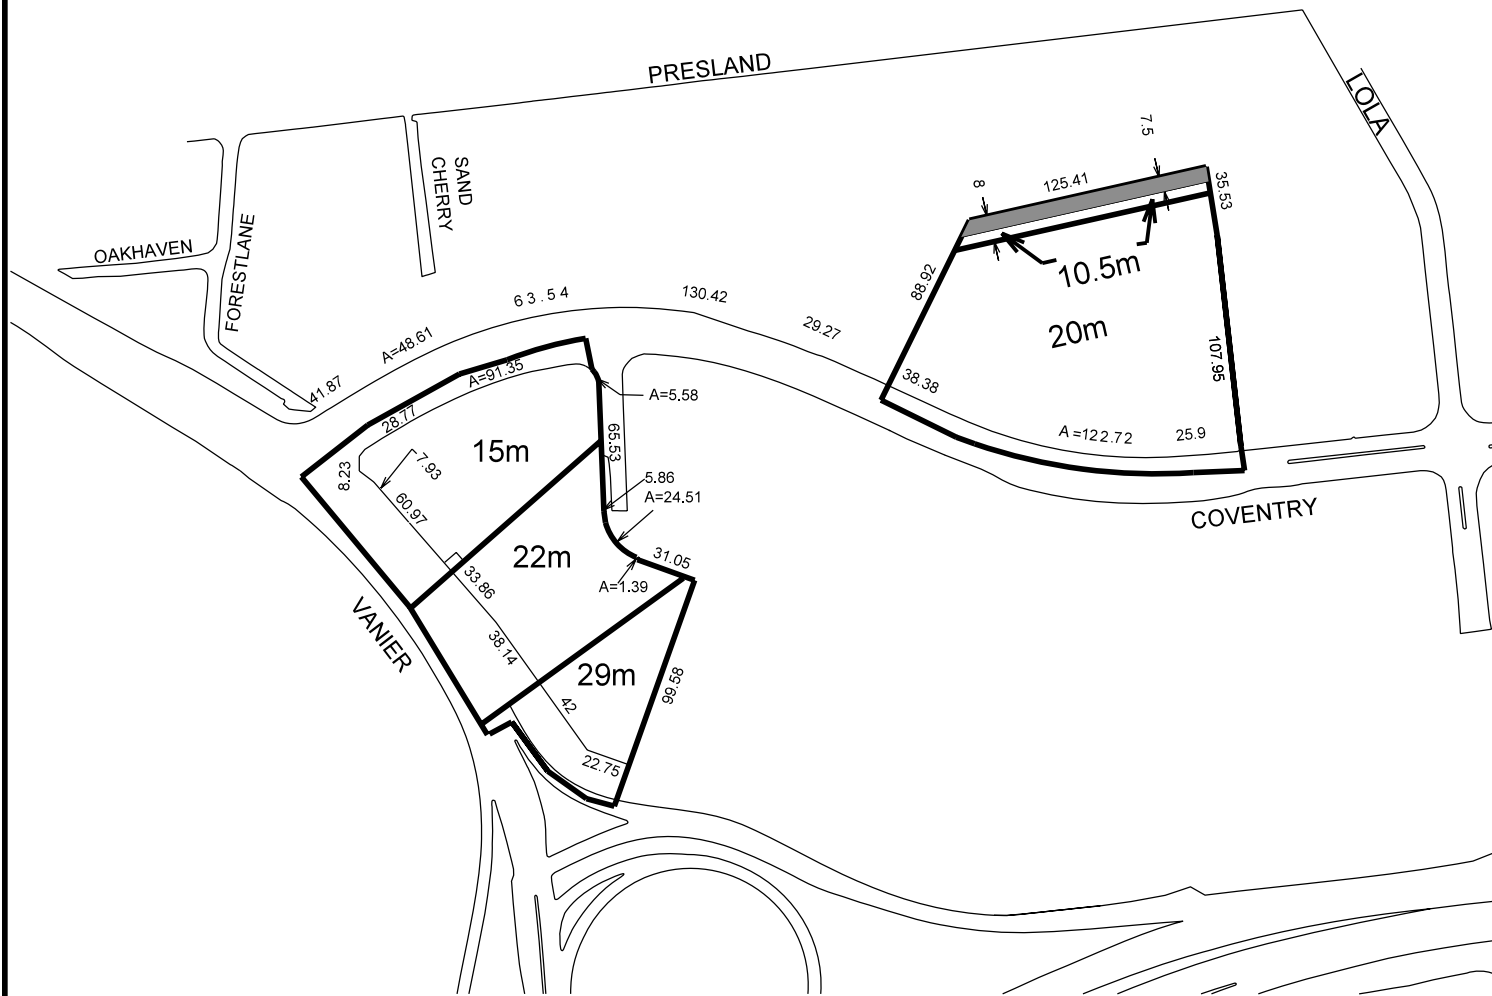 PRESLAND
LOLA
7.5
SAND
CHERRY
8
125.41
35.53
OAKHAVEN
FORESTLANE
10.5m
88.92
63.54
130.42
29.27
20m
A=48.61
107.95
41.87
A=91.35
38.38
A=5.58
28.77
65.53
A=122.72
25.9
15m
7.93
8.23
5.86
A=24.51
60.97
COVENTRY
22m
31.05
33.86
A=1.39
VANIER
38.14
29m
99.58
42
22.75